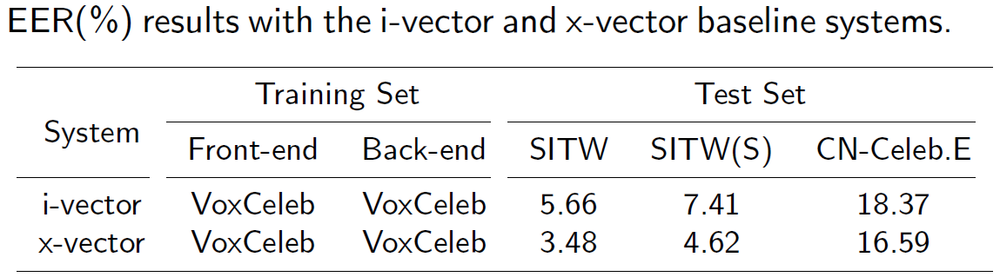 EER(%) results with the i-vector and x-vector baseline systems.
System Training Set Test Set
Front-end Back-end SITW SITW(S) CN-Celeb.E
i-vector VoxCeleb VoxCeleb 5.66 7.41 18.37
x-vector VoxCeleb VoxCeleb 3.48 4.62 16.59